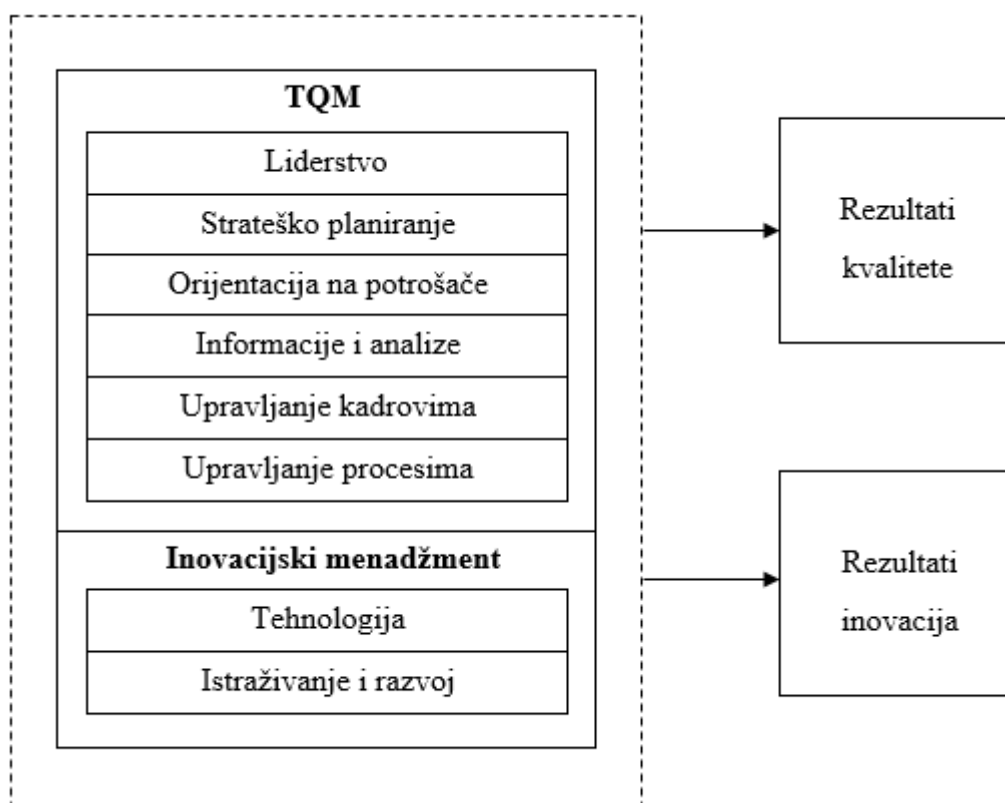 TQM
Liderstvo
Strateško planiranje
Orijentacija na potrošače
Informacije i analize
Upravljanje kadrovima
Upravljanje procesima
Inovacijski menadžment
Tehnologija
Istraživanje i razvoj
Rezultati
kvalitete
Rezultati
inovacija